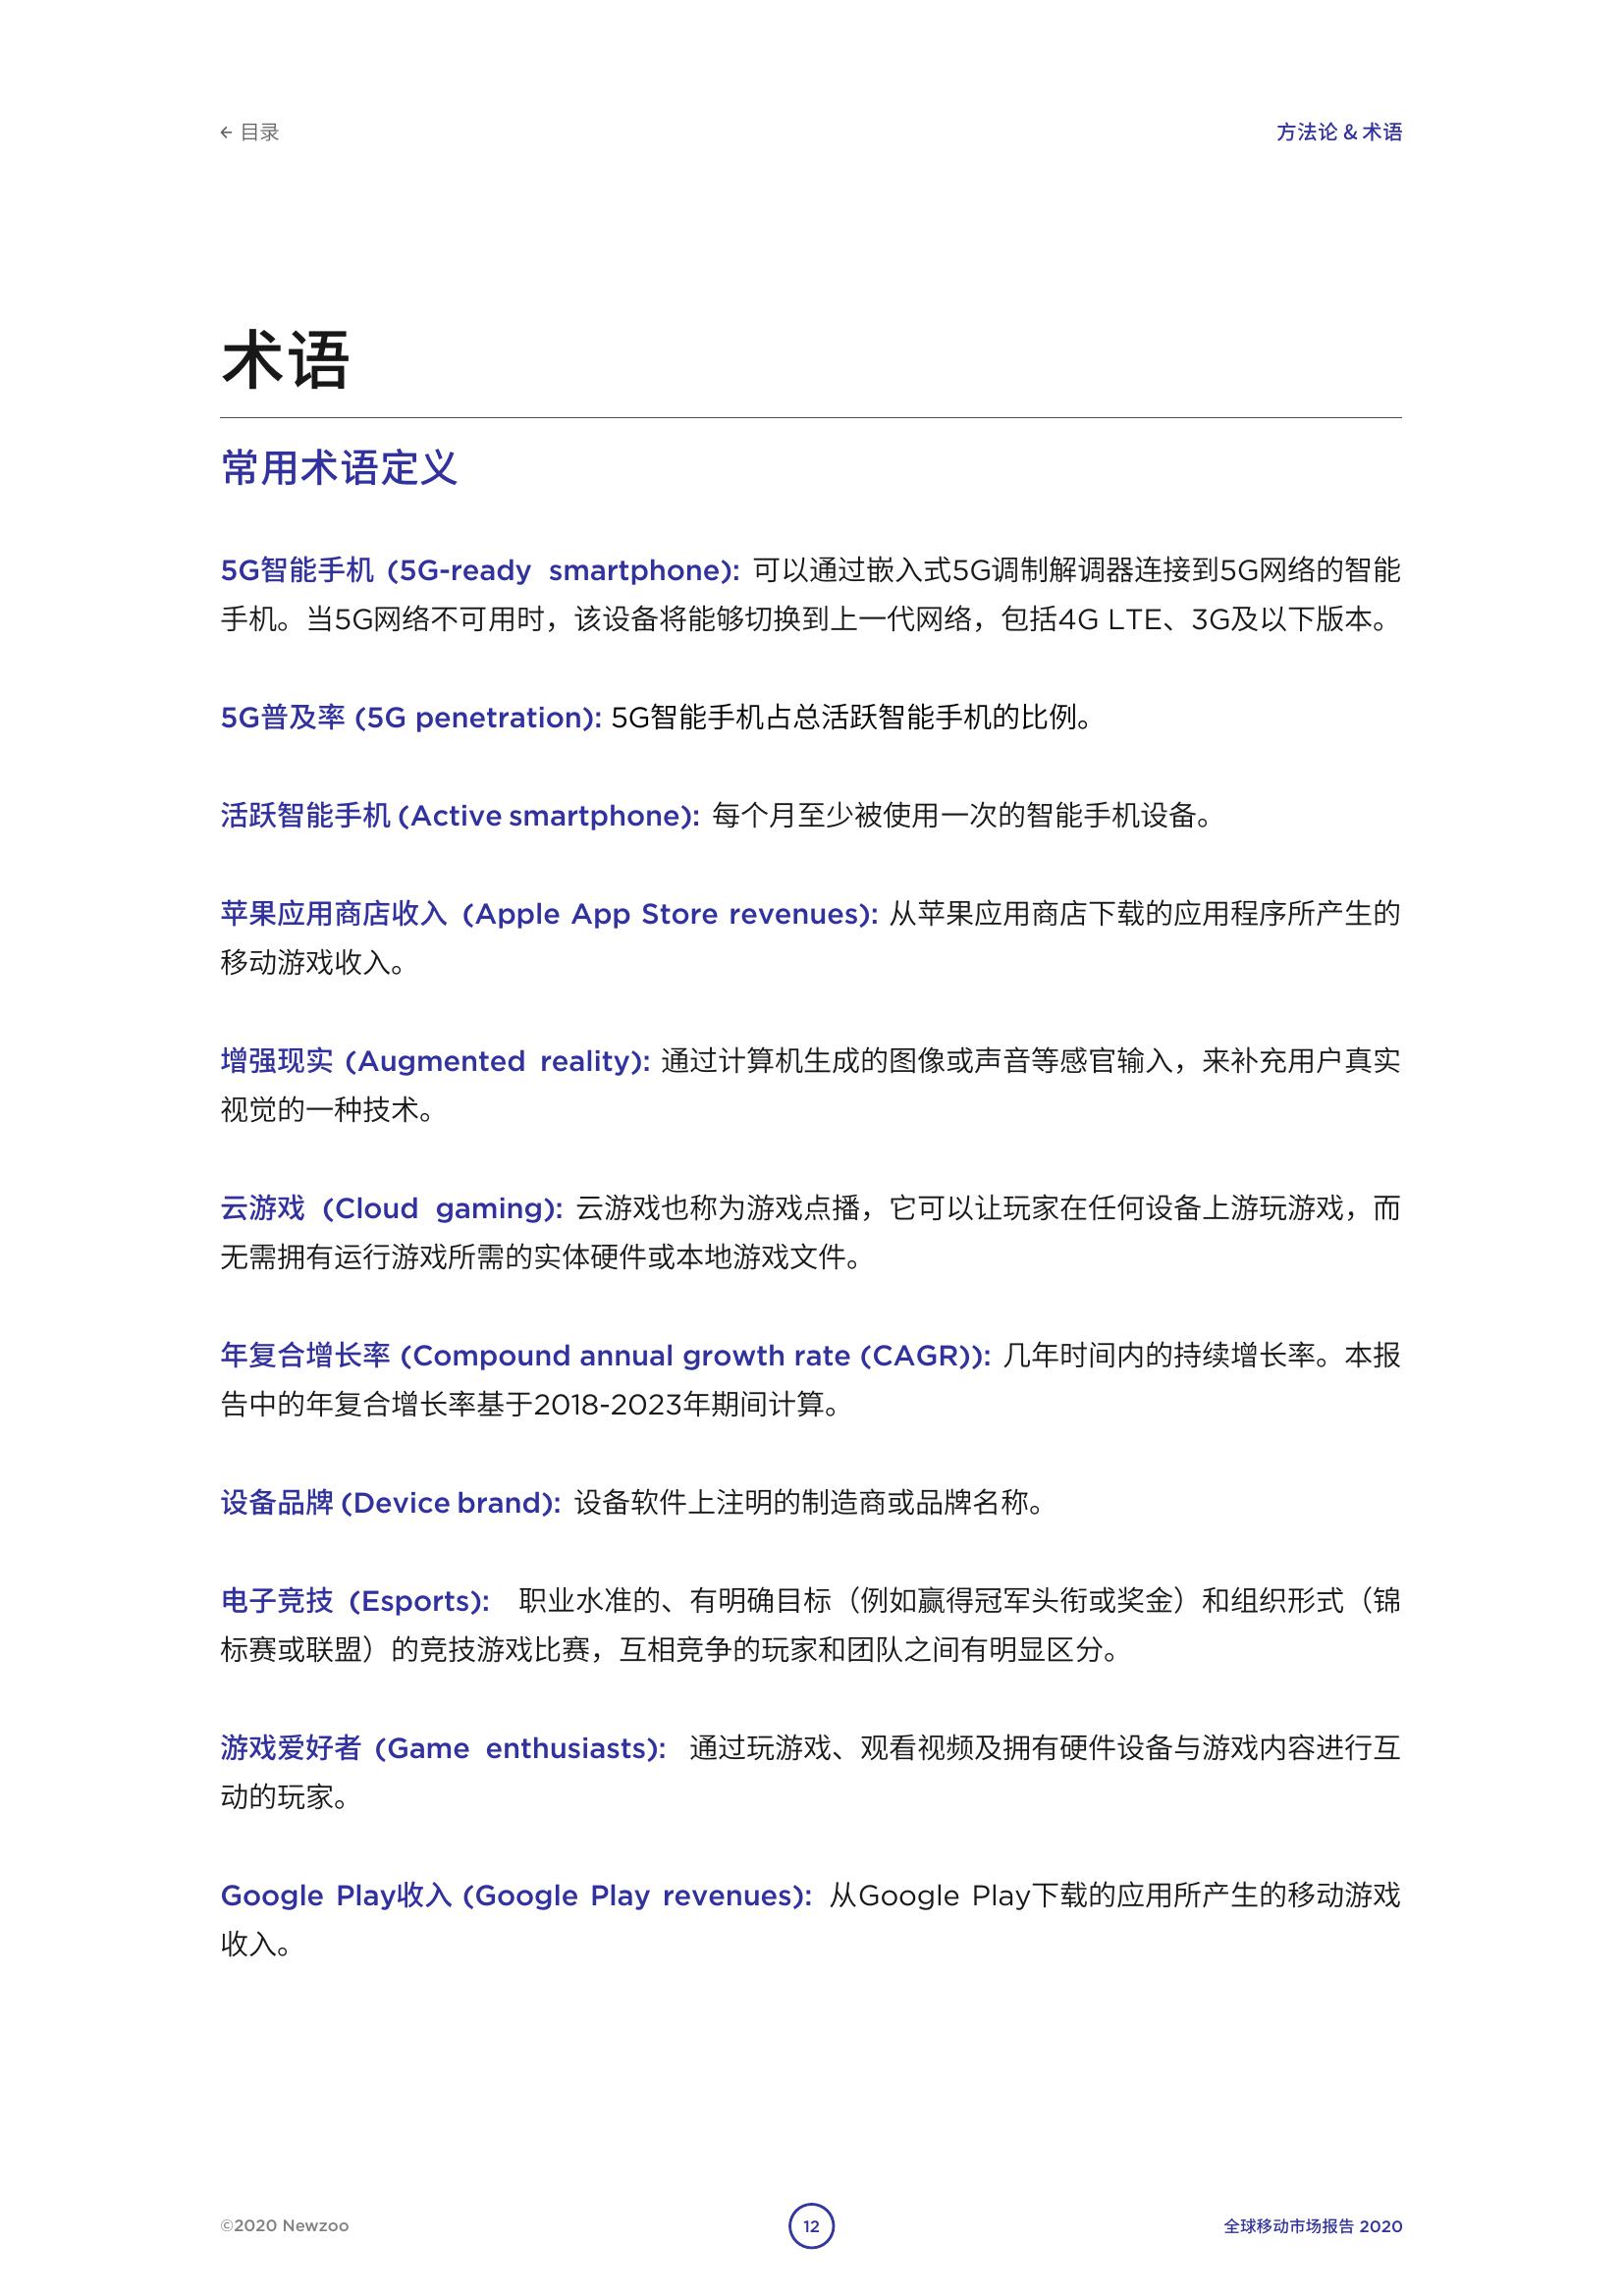 ← 目录
方法论 & 术语
术语
常用术语定义
5G智能手机 (5G-ready smartphone): 可以通过嵌入式5G调制解调器连接到5G网络的智能
手机。当5G网络不可用时，该设备将能够切换到上一代网络，包括4G LTE、3G及以下版本。
5G普及率 (5G penetration): 5G智能手机占总活跃智能手机的比例。
活跃智能手机 (Active smartphone): 每个月至少被使用一次的智能手机设备。
苹果应用商店收入 (Apple App Store revenues): 从苹果应用商店下载的应用程序所产生的
移动游戏收入。
增强现实 (Augmented reality): 通过计算机生成的图像或声音等感官输入，来补充用户真实
视觉的一种技术。
云游戏 (Cloud gaming): 云游戏也称为游戏点播，它可以让玩家在任何设备上游玩游戏，而
无需拥有运行游戏所需的实体硬件或本地游戏文件。
年复合增长率 (Compound annual growth rate (CAGR)): 几年时间内的持续增长率。本报
告中的年复合增长率基于2018-2023年期间计算。
设备品牌 (Device brand): 设备软件上注明的制造商或品牌名称。
电子竞技 (Esports): 职业水准的、有明确目标（例如赢得冠军头衔或奖金）和组织形式（锦
标赛或联盟）的竞技游戏比赛，互相竞争的玩家和团队之间有明显区分。
游戏爱好者 (Game enthusiasts): 通过玩游戏、观看视频及拥有硬件设备与游戏内容进行互
动的玩家。
Google Play收入 (Google Play revenues): 从Google Play下载的应用所产生的移动游戏
收入。
©2020 Newzoo
12
全球移动市场报告 2020